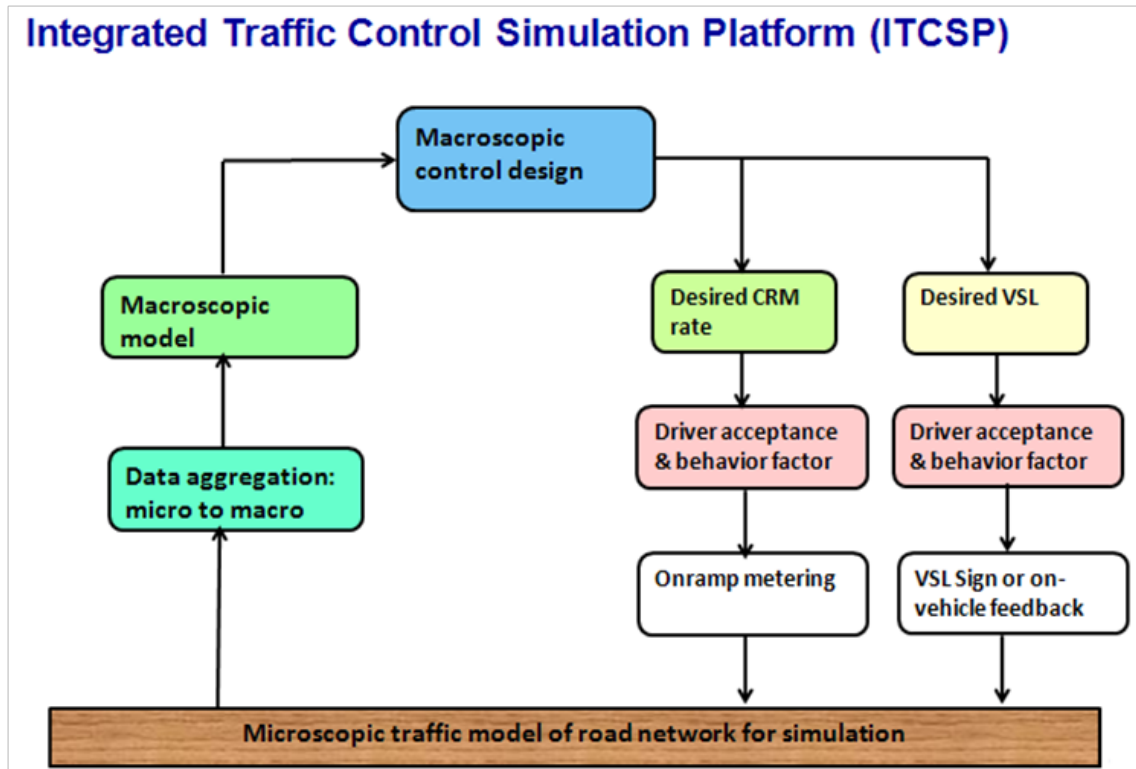 Integrated Traffic Control Simulation Platform (ITCSP)
Macroscopic
control design
Macroscopic
model
Desired CRM
rate
Desired VSL
Data aggregation:
micro to macro
Driver acceptance
& behavior factor
Driver acceptance
& behavior factor
Onramp metering
VSL Sign or on-
vehicle feedback
Microscopic traffic model of road network for simulation